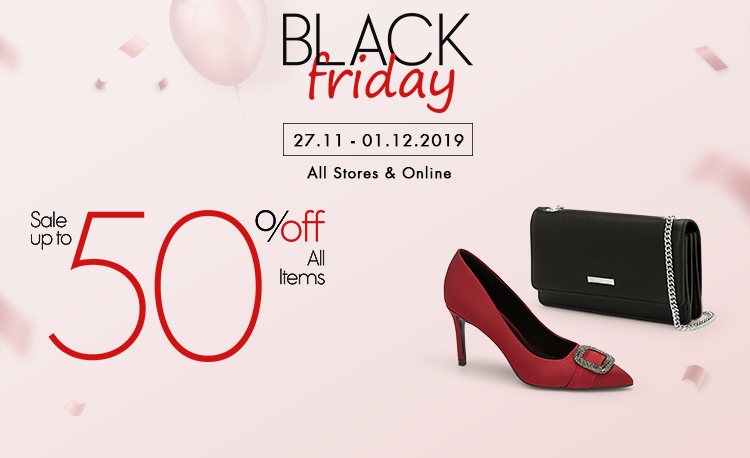 BLACK
friday
27.11 - 01.12.2019
All Stores & Online
Sale
up to
50
%off
All
Items